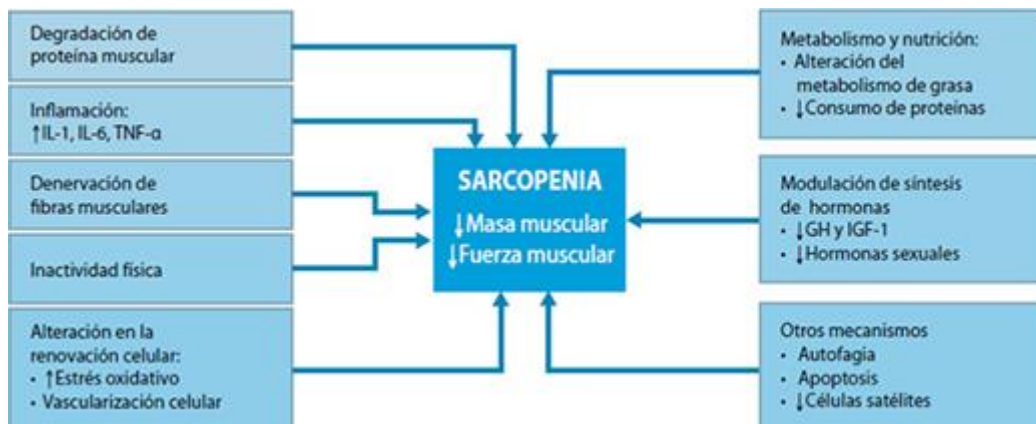 Degradación de
proteína muscular
Inflamación:
↑IL-1, IL-6, TNF-α
Denervación de
fibras musculares
Inactividad física
Alteración en la
renovación celular:
• ↑Estrés oxidativo
• Vascularización celular
SARCOPENIA
↓Masa muscular
↓Fuerza muscular
Metabolismo y nutrición:
• Alteración del
metabolismo de grasa
• ↓Consumo de proteínas
Modulación de síntesis
de hormonas
• ↓GH y IGF-1
• ↓Hormonas sexuales
Otros mecanismos
• Autofagia
• Apoptosis
• ↓Células satélites